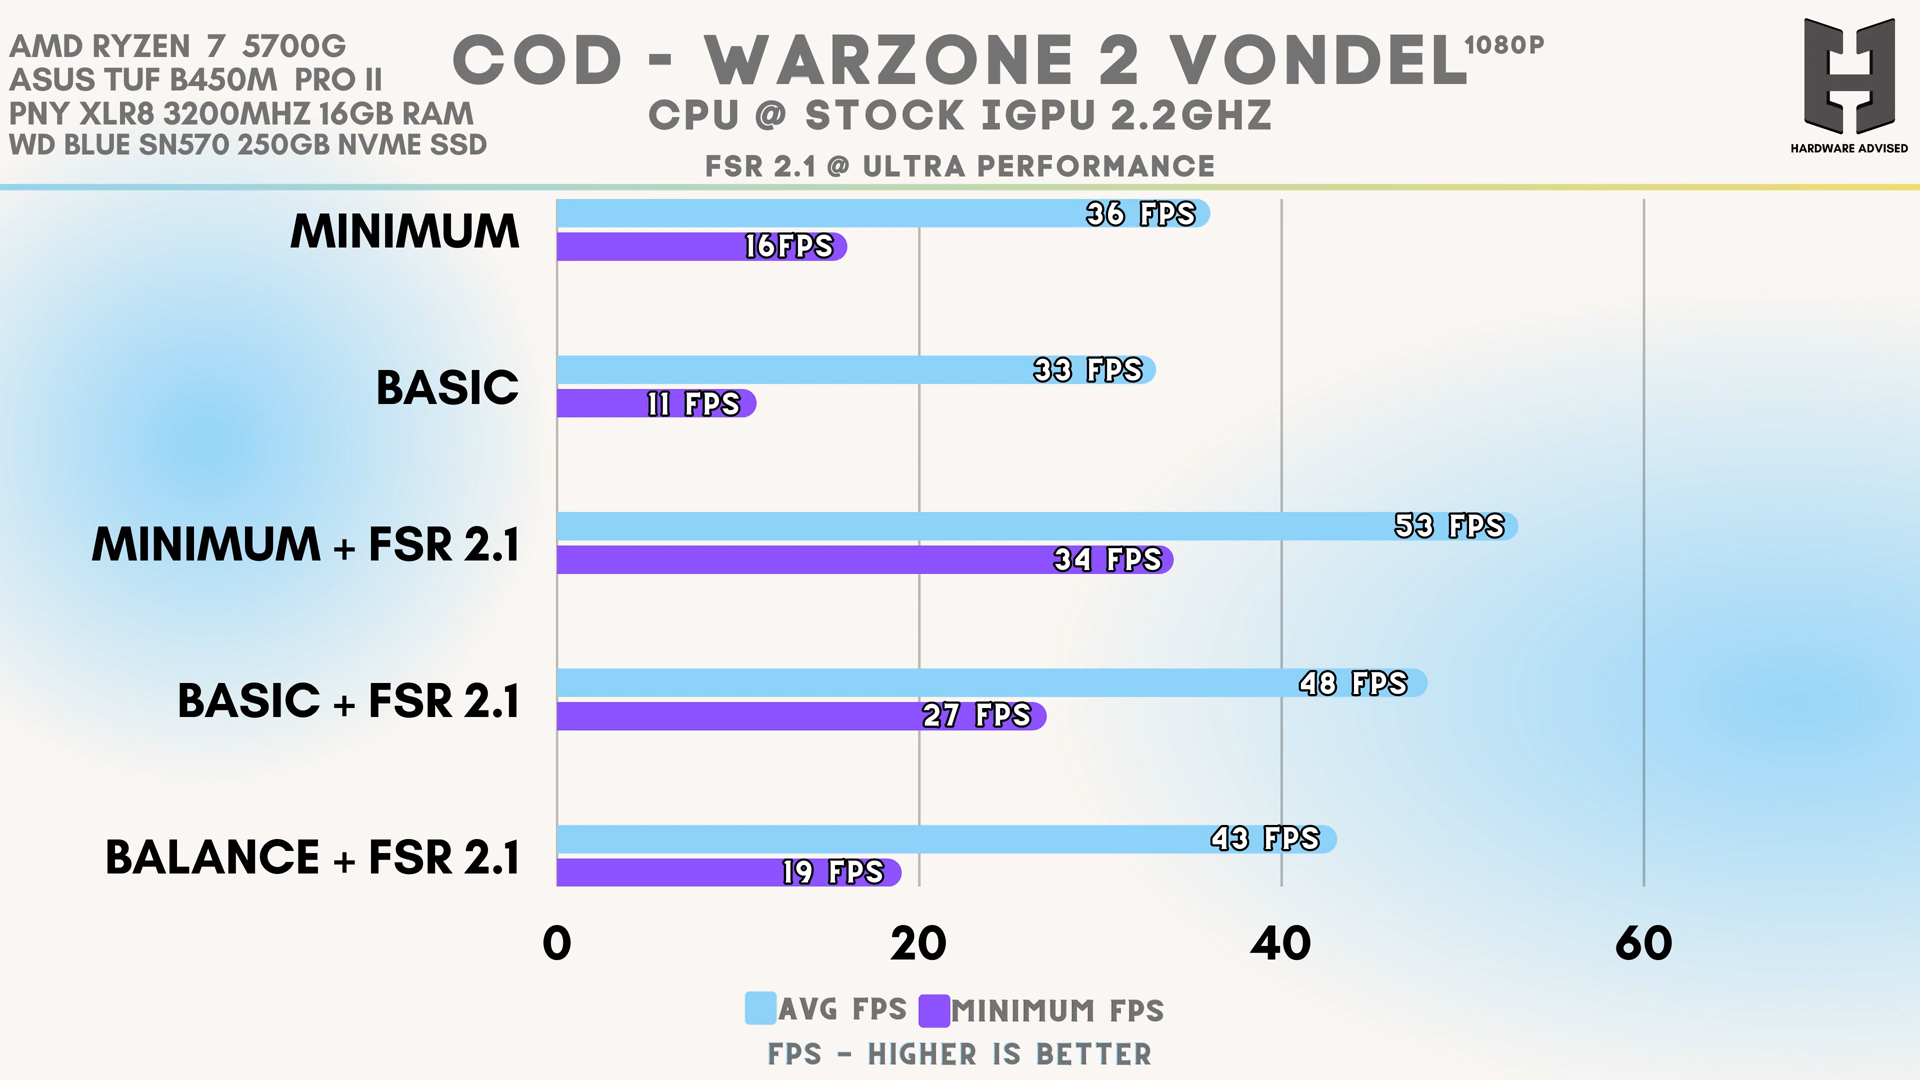 AMD RYZEN 7 5700G
ASUS TUF B450M PRO II
PNY XLR8 3200MHZ 16GB RAM
WD BLUE SN570 250GB NVME SSD
COD - WARZONE 2 VONDEL 1080P
CPU @ STOCK IGPU 2.2GHZ
FSR 2.1 @ ULTRA PERFORMANCE
HARDWARE ADVISED
MINIMUM
36 FPS
16FPS
BASIC
33 FPS
11 FPS
MINIMUM + FSR 2.1
53 FPS
34 FPS
BASIC + FSR 2.1
48 FPS
27 FPS
BALANCE + FSR 2.1
43 FPS
19 FPS
0 20 40 60
AVG FPS MINIMUM FPS
FPS - HIGHER IS BETTER